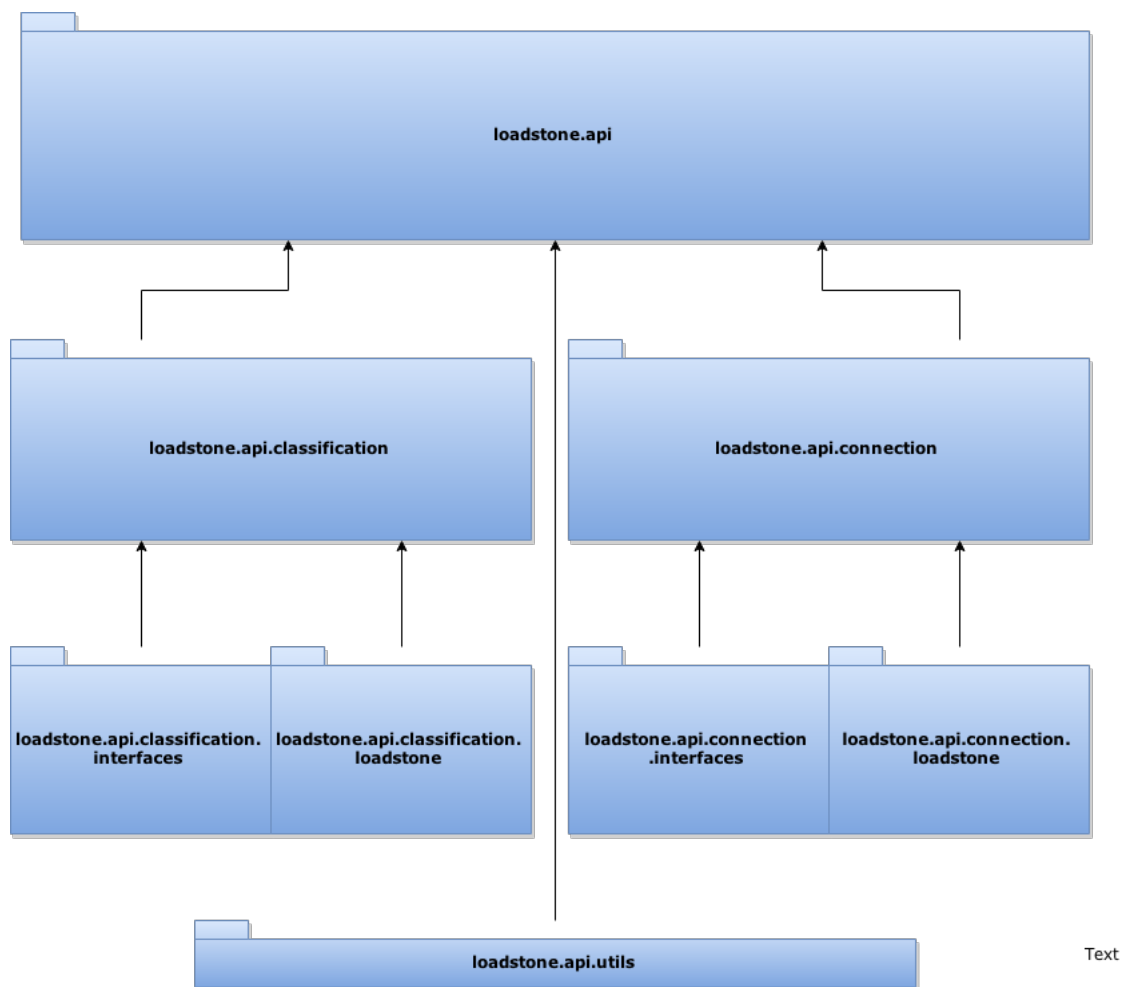 loadstone.api
loadstone.api.classification
loadstone.api.connection
loadstone.api.classification.
interfaces
loadstone.api.classification.
loadstone
loadstone.api.connection
.interfaces
loadstone.api.connection.
loadstone
loadstone.api.utils
Text